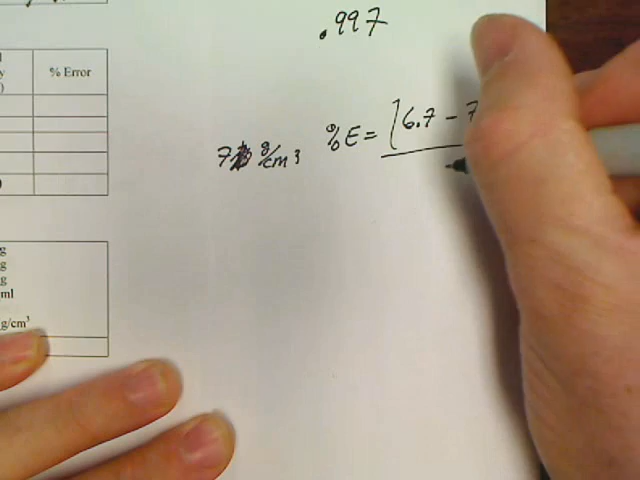 .997
)
% Error
%E = |6.7 - 7
7 g/cm³
g
g
g
ml
g/cm³